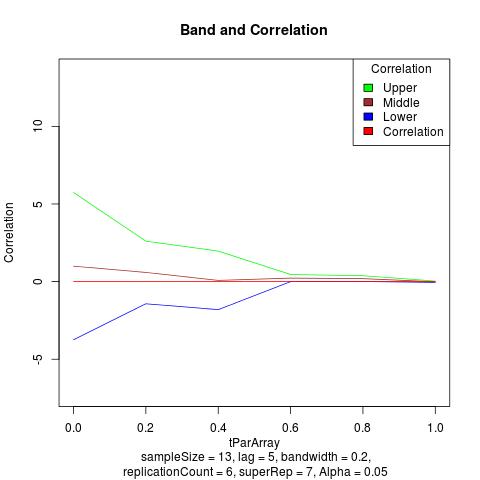 Band and Correlation
Correlation
Upper
Middle
Lower
Correlation
Correlation
10
5
0
-5
0.0 0.2 0.4 0.6 0.8 1.0
tParArray
sampleSize = 13, lag = 5, bandwidth = 0.2,
replicationCount = 6, superRep = 7, Alpha = 0.05